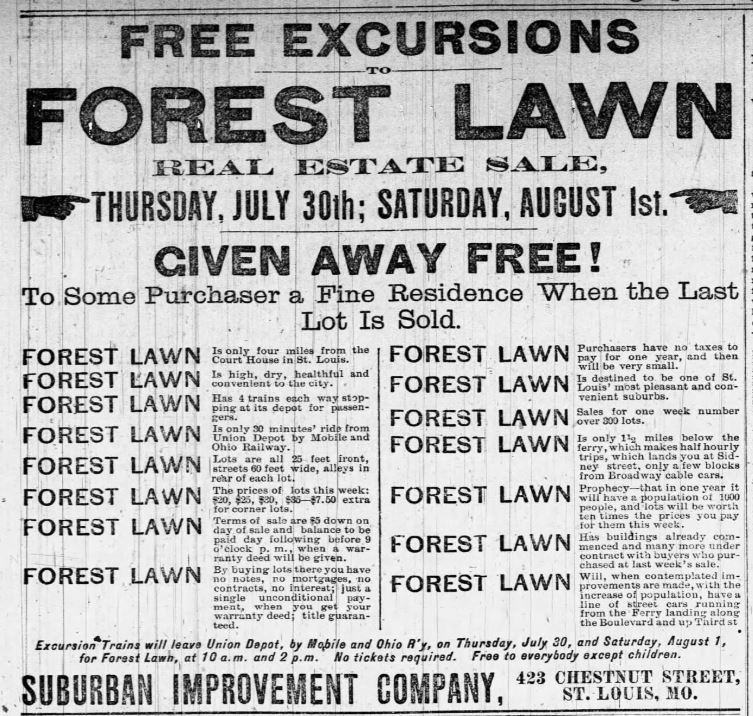 FREE EXCURSIONS
TO
FOREST LAWN
REAL ESTATE SALE,
THURSDAY, JULY 30th; SATURDAY, AUGUST 1st.
GIVEN AWAY FREE!
To Some Purchaser a Fine Residence When the Last
Lot Is Sold.
FOREST LAWN Is only four miles from the
Court House in St. Louis.
FOREST LAWN Is high, dry, healthful and
convenient to the city.
FOREST LAWN Has 4 trains each way stopp-
ping at its depot for passen-
gers.
FOREST LAWN Is only 30 minutes' ride from
Union Depot by Mobile and
Ohio Railway.
FOREST LAWN Lots are all 25 feet front,
streets 60 feet wide, alleys in
rear of each lot.
FOREST LAWN The prices of lots this week:
$20, $25, $30, $35—$7.50 extra
for corner lots.
FOREST LAWN Terms of sale are $5 down on
day of sale and balance to be
paid day following before 9
o'clock p. m., when a war-
ranty deed will be given.
FOREST LAWN By buying lots there you have
no notes, no mortgages, no
contracts, no interest; just a
single unconditional pay-
ment, when you get your
warranty deed; title guaran-
teed.
FOREST LAWN Purchasers have no taxes to
pay for one year, and then
will be very small.
FOREST LAWN Is destined to be one of St.
Louis' most pleasant and con-
venient suburbs.
FOREST LAWN Sales for one week number
over 300 lots.
FOREST LAWN Is only 1½ miles below the
ferry, which makes half hourly
trips, which lands you at Sid-
ney street, only a few blocks
from Broadway cable cars.
FOREST LAWN Prophecy—that in one year it
will have a population of 1000
people, and lots will be worth
ten times the prices you pay
for them this week.
FOREST LAWN Has buildings already com-
menced and many more under
contract with buyers who pur-
chased at last week's sale.
FOREST LAWN Will, when contemplated im-
provements are made, with the
increase of population, have a
line of street cars running
from the Ferry landing along
the Boulevard and up Third st
Excursion Trains will leave Union Depot, by Mobile and Ohio R'y, on Thursday, July 30, and Saturday, August 1,
for Forest Lawn, at 10 a.m. and 2 p.m. No tickets required. Free to everybody except children.
SUBURBAN IMPROVEMENT COMPANY, 423 CHESTNUT STREET,
ST. LOUIS, MO.